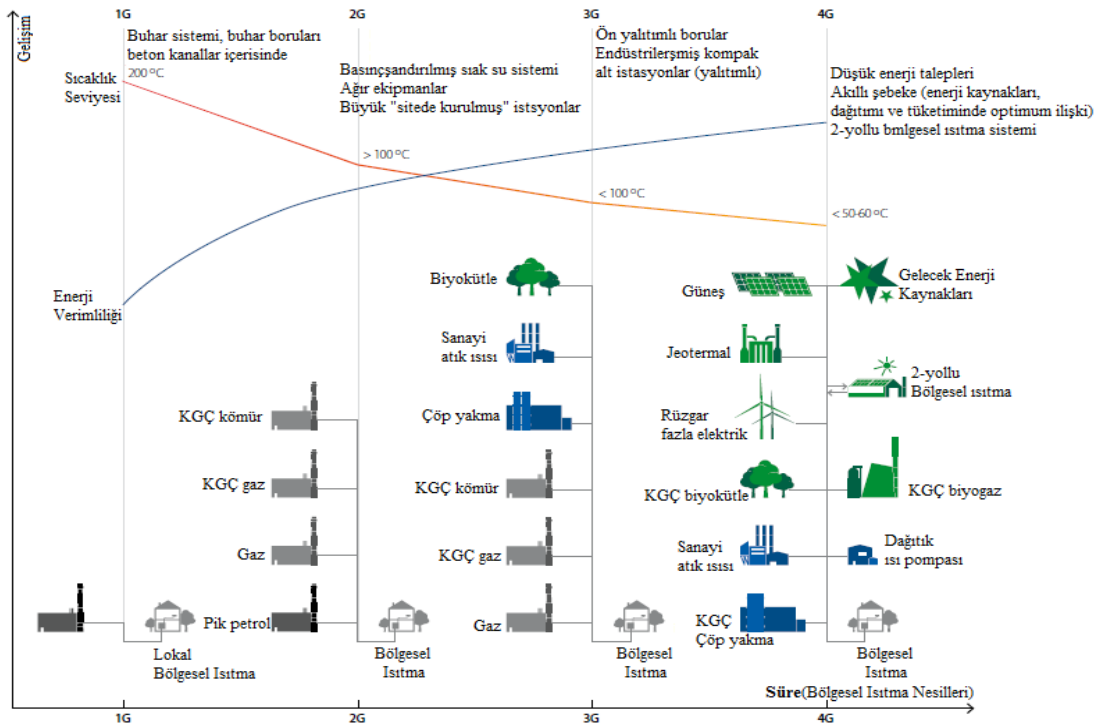 1G
2G
3G
4G
Gelişim
Buhar sistemi, buhar boruları
beton kanallar içerisinde
Ön yalıtımlı borular
Endüstrilerşmiş kompak
alt istasyonlar (yalıtımlı)
Sıcaklık
Seviyesi
200 °C
Basınçşandırılmış sıak su sistemi
Ağır ekipmanlar
Büyük "sitede kurulmuş" istsyonlar
Düşük enerji talepleri
Akıllı şebeke (enerji kaynakları,
dağıtımı ve tüketiminde optimum ilişki)
2-yollu bmlgesel ısıtma sistemi
> 100 °C
< 100 °C
< 50-60 °C
Enerji
Verimliliği
Biyokütle
Güneş
Gelecek Enerji
Kaynakları
Sanayi
atık ısısı
Jeotermal
2-yollu
Bölgesel ısıtma
KGÇ kömür
Çöp yakma
Rüzgar
fazla elektrik
KGÇ gaz
KGÇ kömür
KGÇ biyokütle
KGÇ biyogaz
Gaz
KGÇ gaz
Sanayi
atık ısısı
Dağıtık
ısı pompası
Pik petrol
Gaz
KGÇ
Çöp yakma
Lokal
Bölgesel Isıtma
Bölgesel
Isıtma
Bölgesel
Isıtma
Bölgesel
Isıtma
Süre(Bölgesel Isıtma Nesilleri)
1G
2G
3G
4G